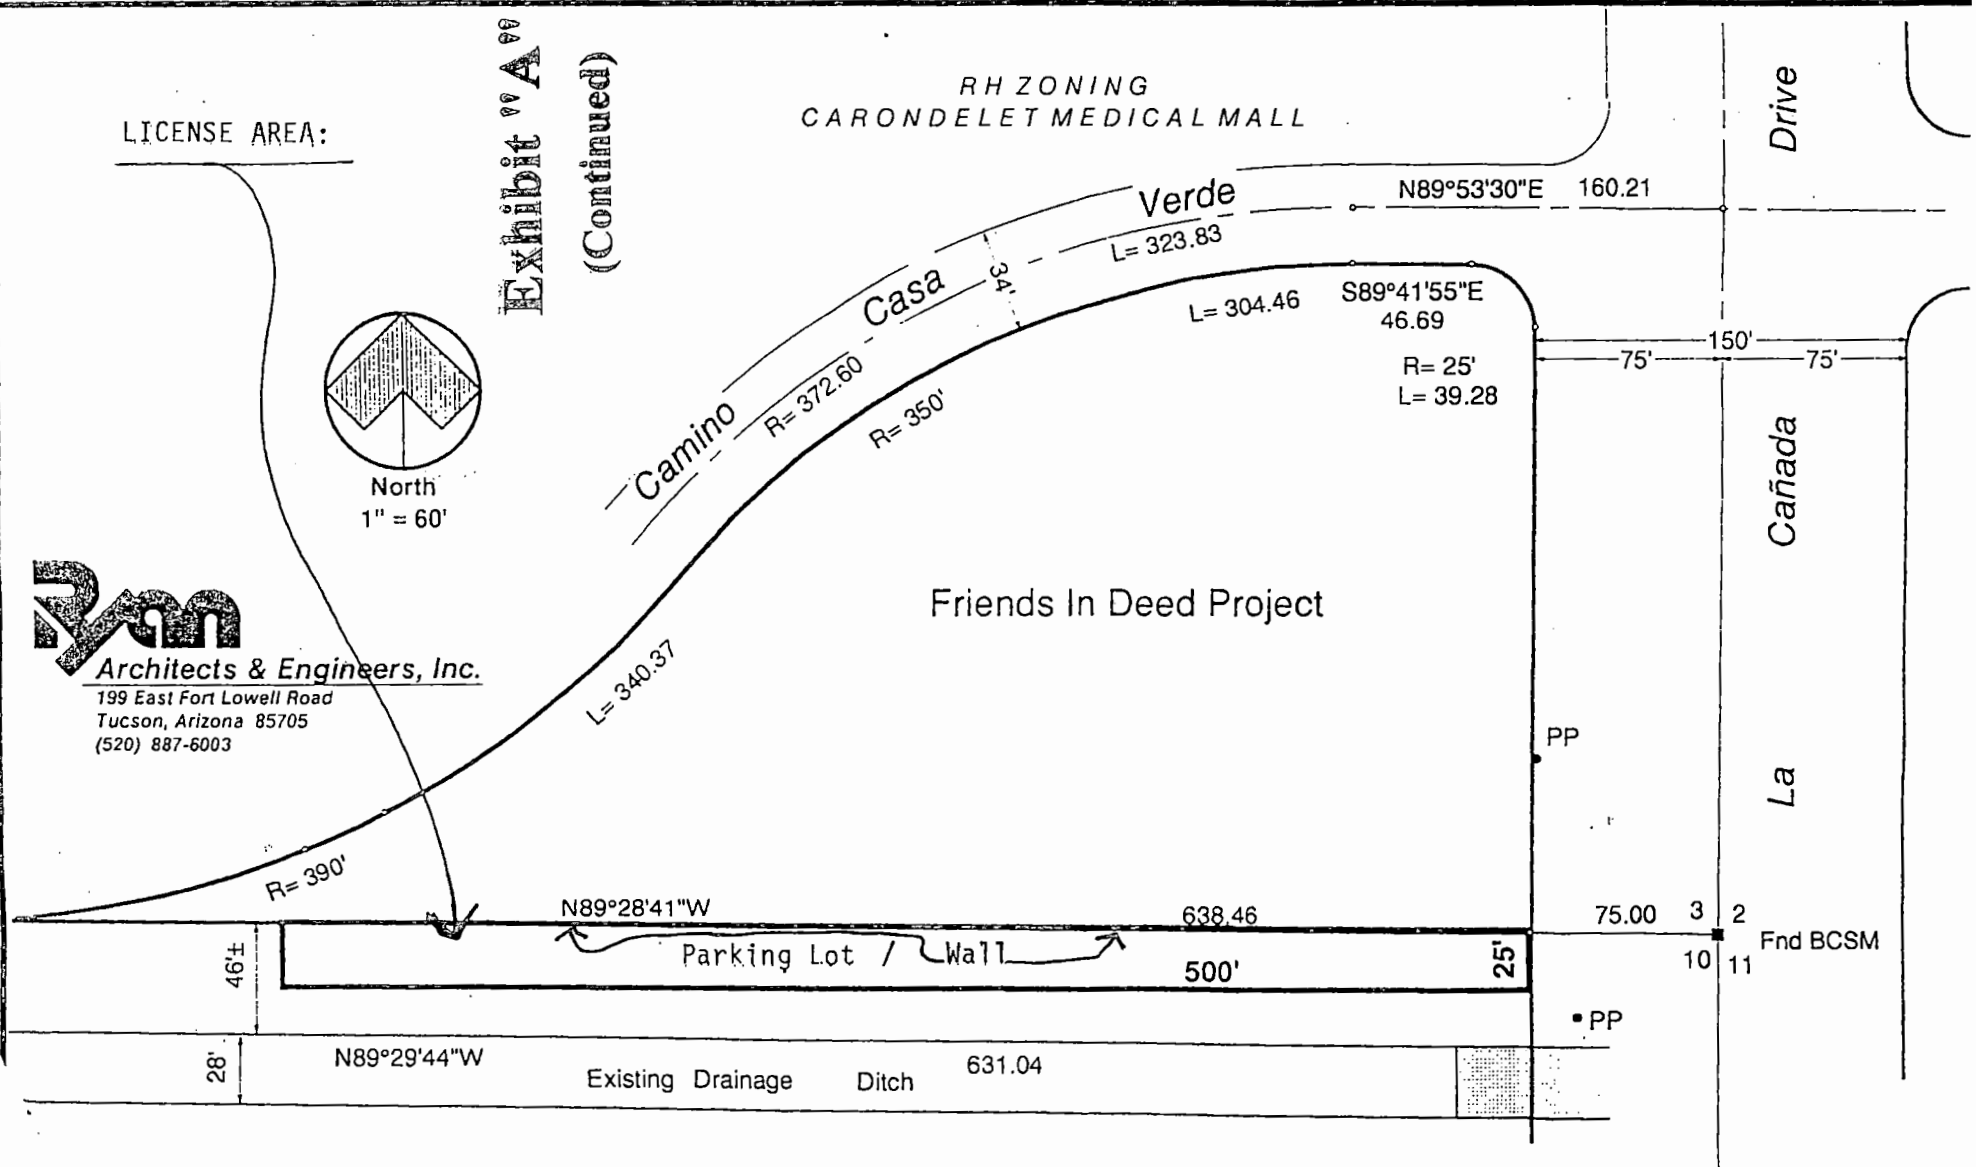 Exhibit "A"
(Continued)
RH ZONING
CARONDELET MEDICAL MALL
LICENSE AREA:
Drive
Cañada
La
Verde
Casa
Camino
N89°53'30"E 160.21
L= 323.83
34'
R= 372.60
L= 304.46
S89°41'55"E
46.69
R= 350'
R= 25'
L= 39.28
150'
75'
75'
North
1" = 60'
Friends In Deed Project
Ryan
Architects & Engineers, Inc.
199 East Fort Lowell Road
Tucson, Arizona 85705
(520) 887-6003
L= 340.37
PP
R= 390'
N89°28'41"W
638.46
75.00
3 2
10 11
Fnd BCSM
Parking Lot / Wall
46'±
500'
25'
PP
28'
N89°29'44"W
631.04
Existing Drainage Ditch